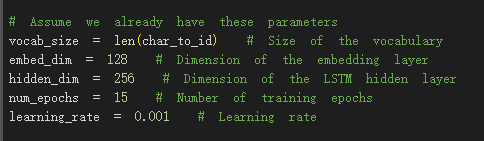 # Assume we already have these parameters
vocab_size = len(char_to_id) # Size of the vocabulary
embed_dim = 128 # Dimension of the embedding layer
hidden_dim = 256 # Dimension of the LSTM hidden layer
num_epochs = 15 # Number of training epochs
learning_rate = 0.001 # Learning rate